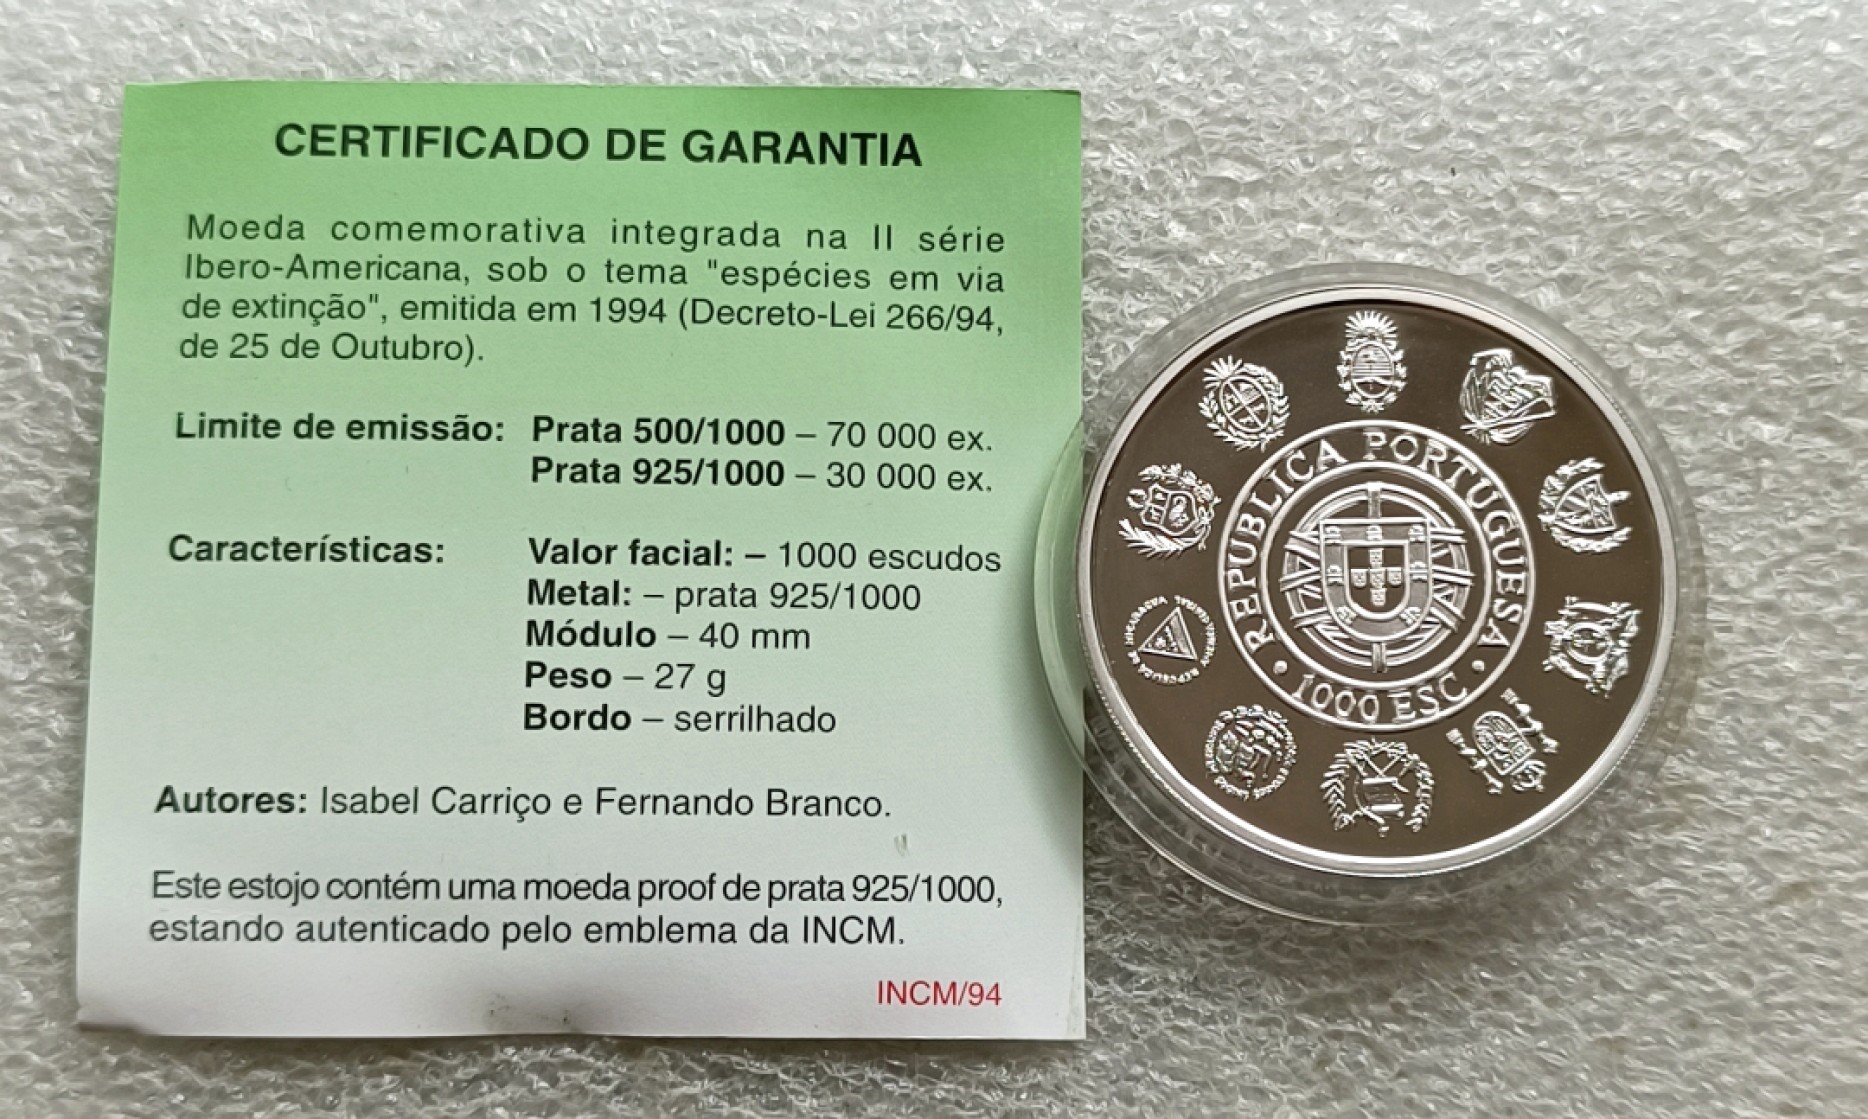 CERTIFICADO DE GARANTIA
Moeda comemorativa integrada na II série
Ibero-Americana, sob o tema "espécies em via
de extinção", emitida em 1994 (Decreto-Lei 266/94,
de 25 de Outubro).
Limite de emissão: Prata 500/1000 – 70 000 ex.
Prata 925/1000 – 30 000 ex.
Características: Valor facial: – 1000 escudos
Metal: – prata 925/1000
Módulo – 40 mm
Peso – 27 g
Bordo – serrilhado
Autores: Isabel Carriço e Fernando Branco.
Este estojo contém uma moeda proof de prata 925/1000,
estando autenticado pelo emblema da INCM.
INCM/94
REPUBLICA PORTUGUESA
• 1000 ESC •